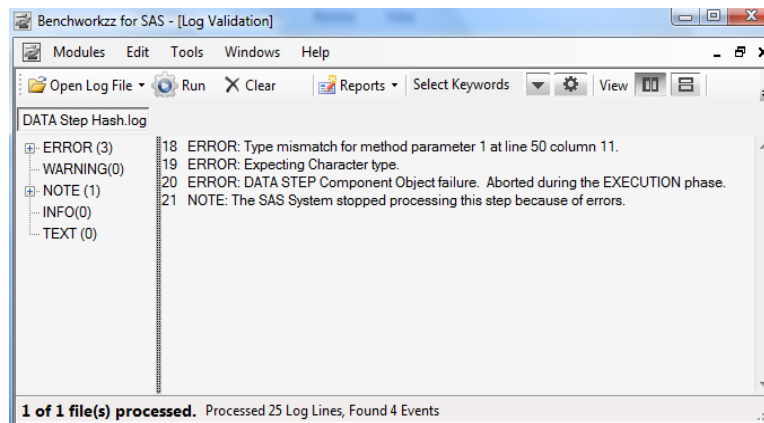 Benchworkzz for SAS - [Log Validation]
Modules Edit Tools Windows Help
Open Log File Run Clear Reports Select Keywords View
DATA Step Hash.log
ERROR (3)
WARNING(0)
NOTE (1)
INFO(0)
TEXT (0)
18 ERROR: Type mismatch for method parameter 1 at line 50 column 11.
19 ERROR: Expecting Character type.
20 ERROR: DATA STEP Component Object failure. Aborted during the EXECUTION phase.
21 NOTE: The SAS System stopped processing this step because of errors.
1 of 1 file(s) processed. Processed 25 Log Lines, Found 4 Events